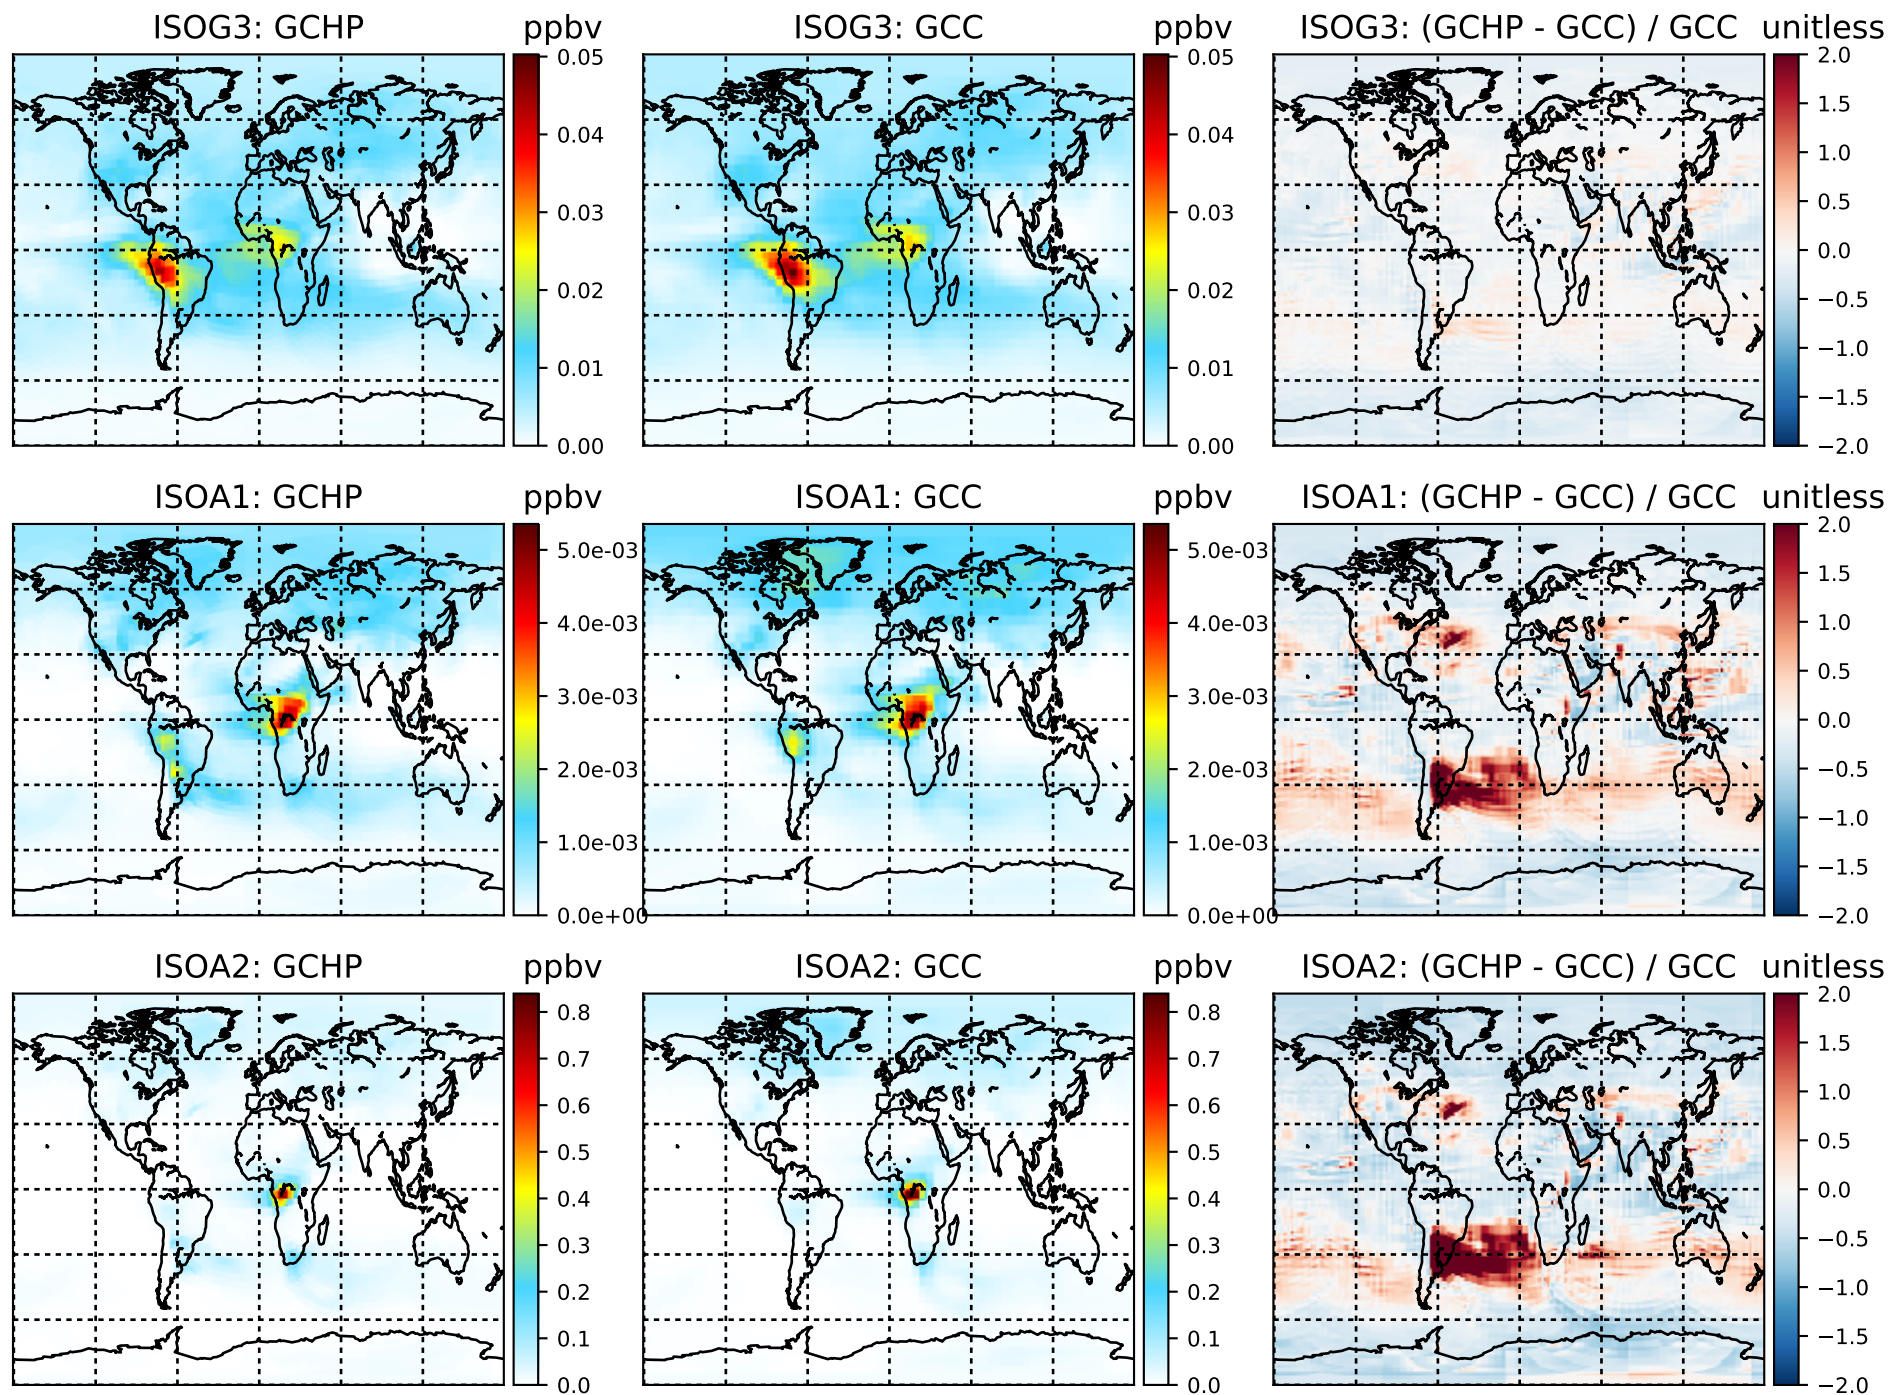 ISOG3: GCHP ppbv
0.05
0.04
0.03
0.02
0.01
0.00
ISOG3: GCC ppbv
0.05
0.04
0.03
0.02
0.01
0.00
ISOG3: (GCHP - GCC) / GCC unitless
2.0
1.5
1.0
0.5
0.0
−0.5
−1.0
−1.5
−2.0
ISOA1: GCHP ppbv
5.0e-03
4.0e-03
3.0e-03
2.0e-03
1.0e-03
0.0e+00
ISOA1: GCC ppbv
5.0e-03
4.0e-03
3.0e-03
2.0e-03
1.0e-03
0.0e+00
ISOA1: (GCHP - GCC) / GCC unitless
2.0
1.5
1.0
0.5
0.0
−0.5
−1.0
−1.5
−2.0
ISOA2: GCHP ppbv
0.8
0.7
0.6
0.5
0.4
0.3
0.2
0.1
0.0
ISOA2: GCC ppbv
0.8
0.7
0.6
0.5
0.4
0.3
0.2
0.1
0.0
ISOA2: (GCHP - GCC) / GCC unitless
2.0
1.5
1.0
0.5
0.0
−0.5
−1.0
−1.5
−2.0